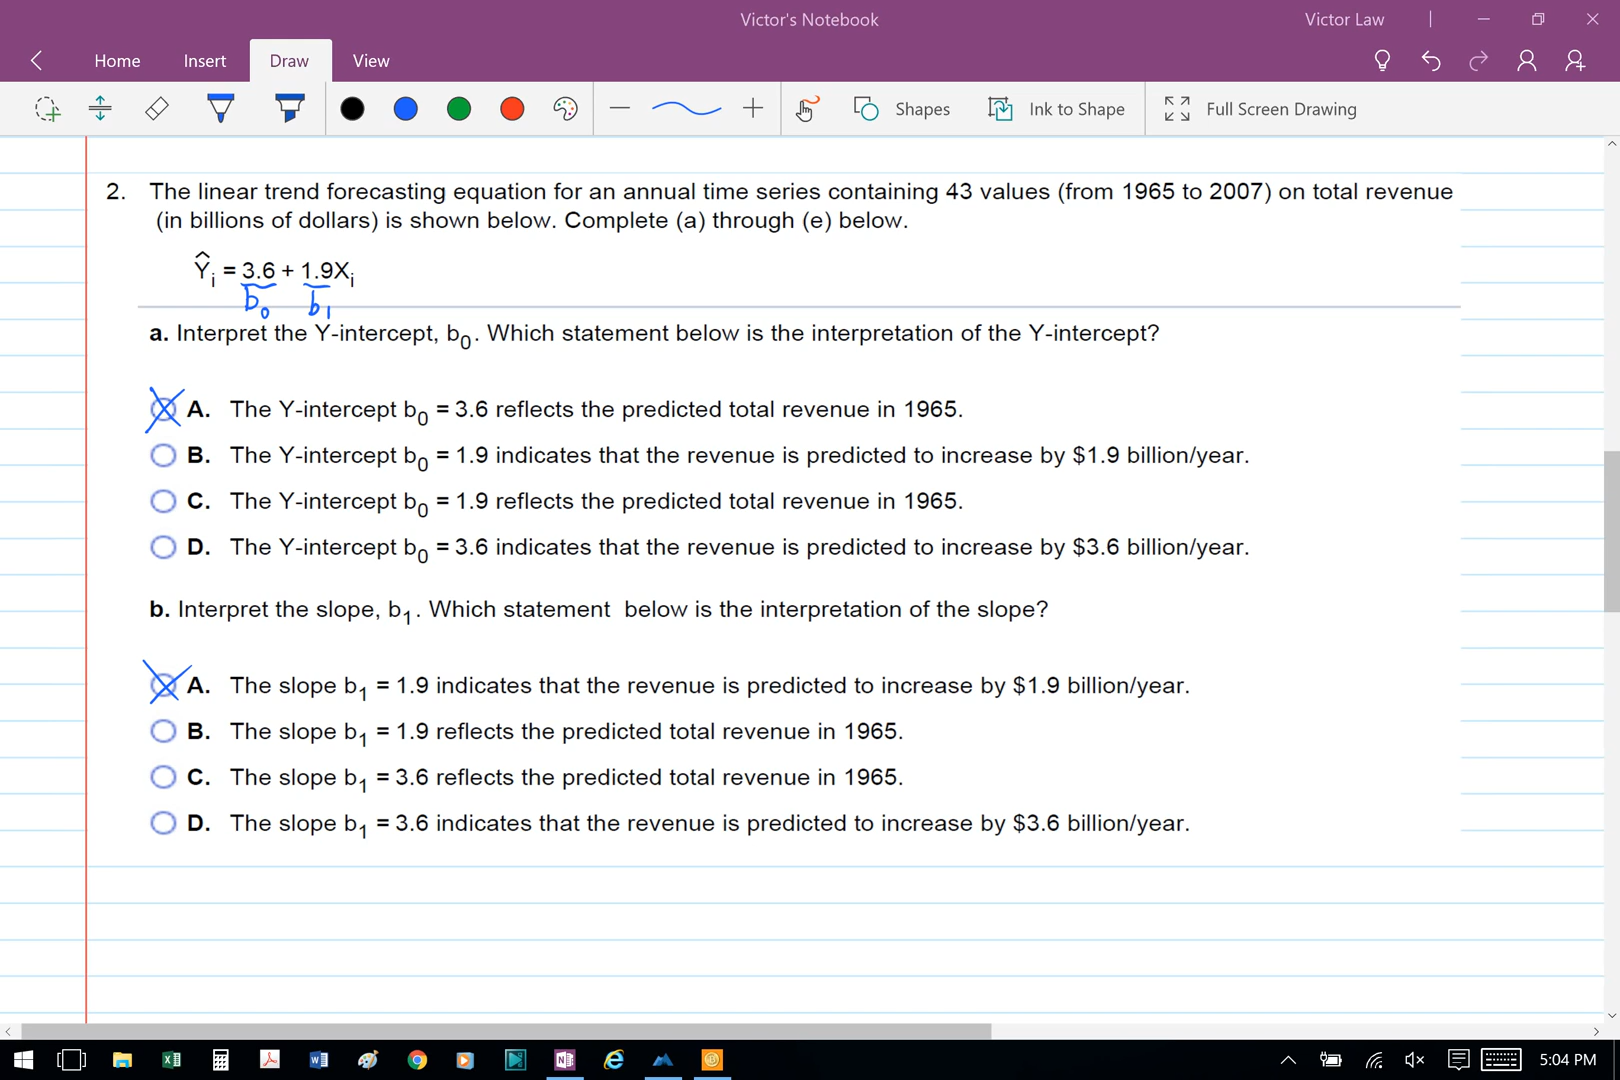 Victor's Notebook
Victor Law
Home Insert Draw View
Shapes Ink to Shape Full Screen Drawing
2. The linear trend forecasting equation for an annual time series containing 43 values (from 1965 to 2007) on total revenue
(in billions of dollars) is shown below. Complete (a) through (e) below.
Ŷi = 3.6 + 1.9Xi
b0 b1
a. Interpret the Y-intercept, b0. Which statement below is the interpretation of the Y-intercept?
A. The Y-intercept b0 = 3.6 reflects the predicted total revenue in 1965.
B. The Y-intercept b0 = 1.9 indicates that the revenue is predicted to increase by $1.9 billion/year.
C. The Y-intercept b0 = 1.9 reflects the predicted total revenue in 1965.
D. The Y-intercept b0 = 3.6 indicates that the revenue is predicted to increase by $3.6 billion/year.
b. Interpret the slope, b1. Which statement below is the interpretation of the slope?
A. The slope b1 = 1.9 indicates that the revenue is predicted to increase by $1.9 billion/year.
B. The slope b1 = 1.9 reflects the predicted total revenue in 1965.
C. The slope b1 = 3.6 reflects the predicted total revenue in 1965.
D. The slope b1 = 3.6 indicates that the revenue is predicted to increase by $3.6 billion/year.
5:04 PM